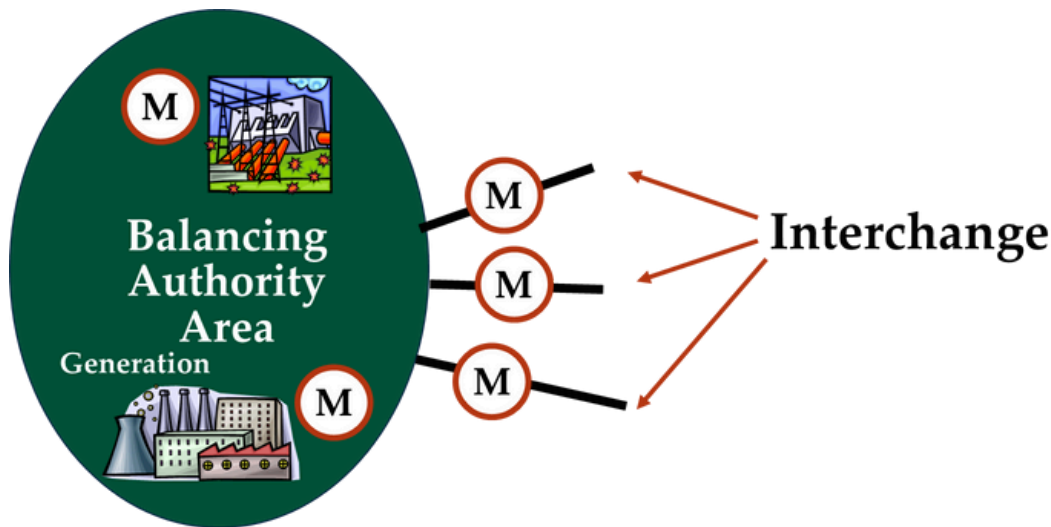 M
Balancing
Authority
Area
Generation
M
M
M
M
Interchange